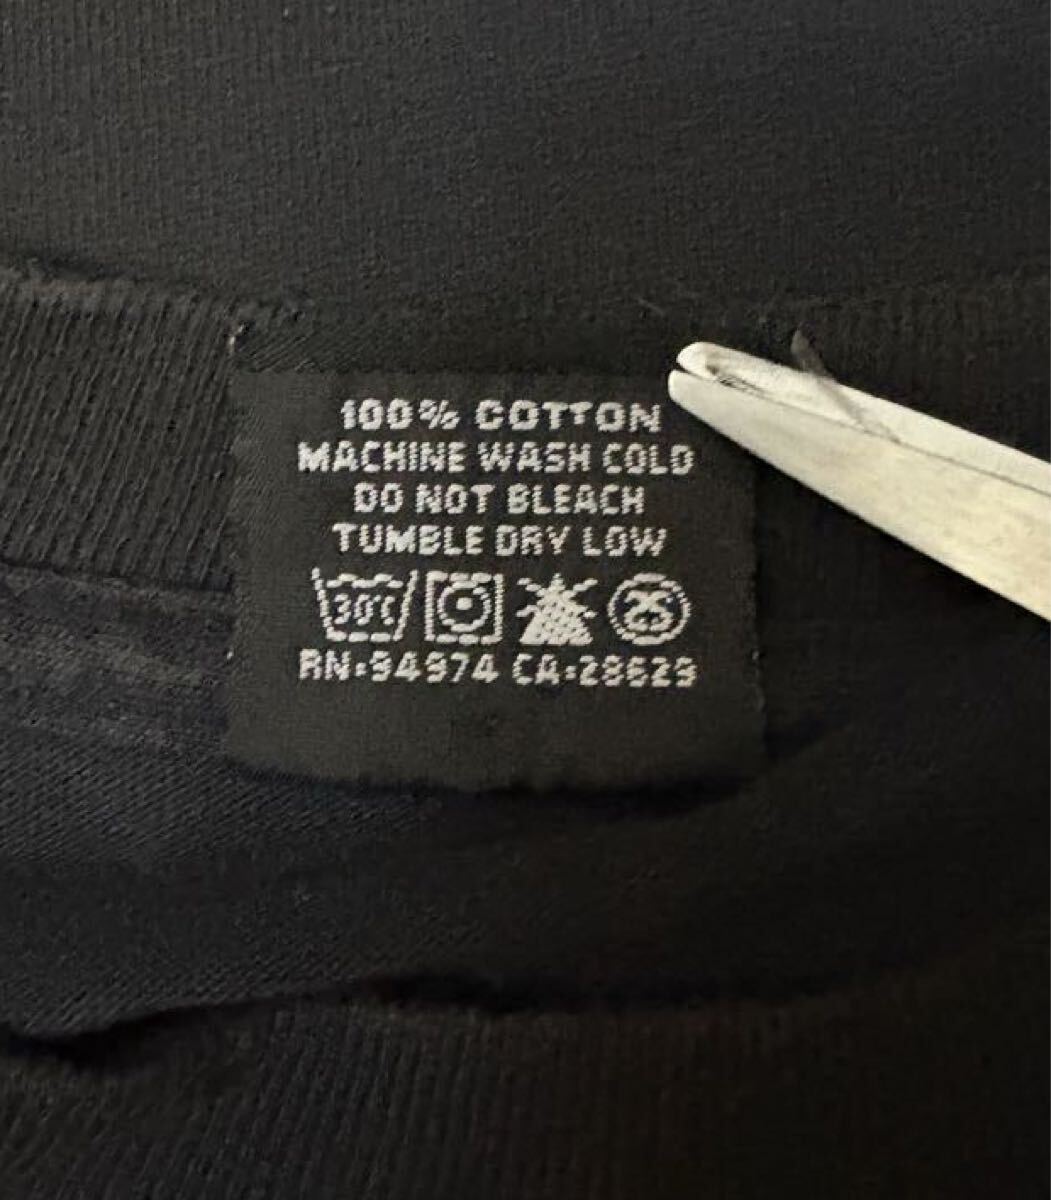 100% COTTON
MACHINE WASH COLD
DO NOT BLEACH
TUMBLE DRY LOW
30°C
RN:94974 CA:28629